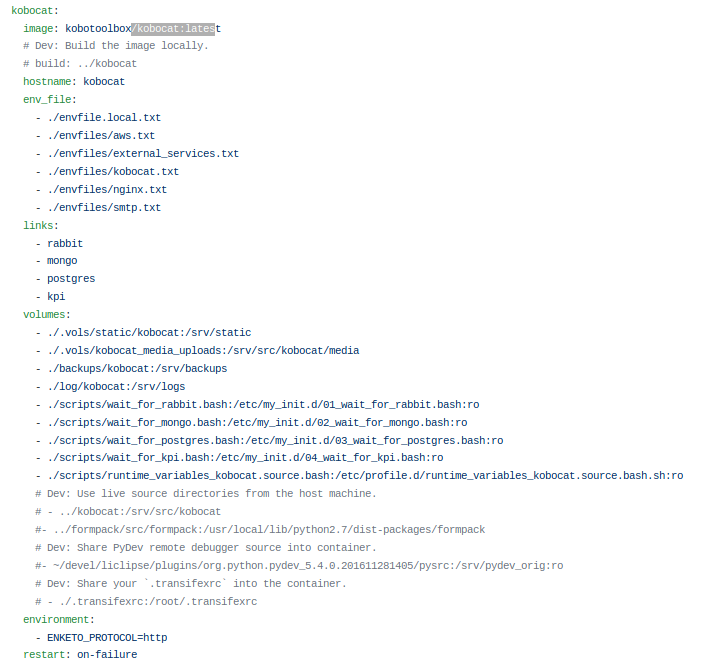 kobocat:
image: kobotoolbox/kobocat:latest
# Dev: Build the image locally.
# build: ../kobocat
hostname: kobocat
env_file:
- ./envfile.local.txt
- ./envfiles/aws.txt
- ./envfiles/external_services.txt
- ./envfiles/kobocat.txt
- ./envfiles/nginx.txt
- ./envfiles/smtp.txt
links:
- rabbit
- mongo
- postgres
- kpi
volumes:
- ./.vols/static/kobocat:/srv/static
- ./.vols/kobocat_media_uploads:/srv/src/kobocat/media
- ./backups/kobocat:/srv/backups
- ./log/kobocat:/srv/logs
- ./scripts/wait_for_rabbit.bash:/etc/my_init.d/01_wait_for_rabbit.bash:ro
- ./scripts/wait_for_mongo.bash:/etc/my_init.d/02_wait_for_mongo.bash:ro
- ./scripts/wait_for_postgres.bash:/etc/my_init.d/03_wait_for_postgres.bash:ro
- ./scripts/wait_for_kpi.bash:/etc/my_init.d/04_wait_for_kpi.bash:ro
- ./scripts/runtime_variables_kobocat.source.bash:/etc/profile.d/runtime_variables_kobocat.source.bash.sh:ro
# Dev: Use live source directories from the host machine.
# - ../kobocat:/srv/src/kobocat
#- ../formpack/src/formpack:/usr/local/lib/python2.7/dist-packages/formpack
# Dev: Share PyDev remote debugger source into container.
#- ~/devel/liclipse/plugins/org.python.pydev_5.4.0.201611281405/pysrc:/srv/pydev_orig:ro
# Dev: Share your `.transifexrc` into the container.
# - ./.transifexrc:/root/.transifexrc
environment:
- ENKETO_PROTOCOL=http
restart: on-failure